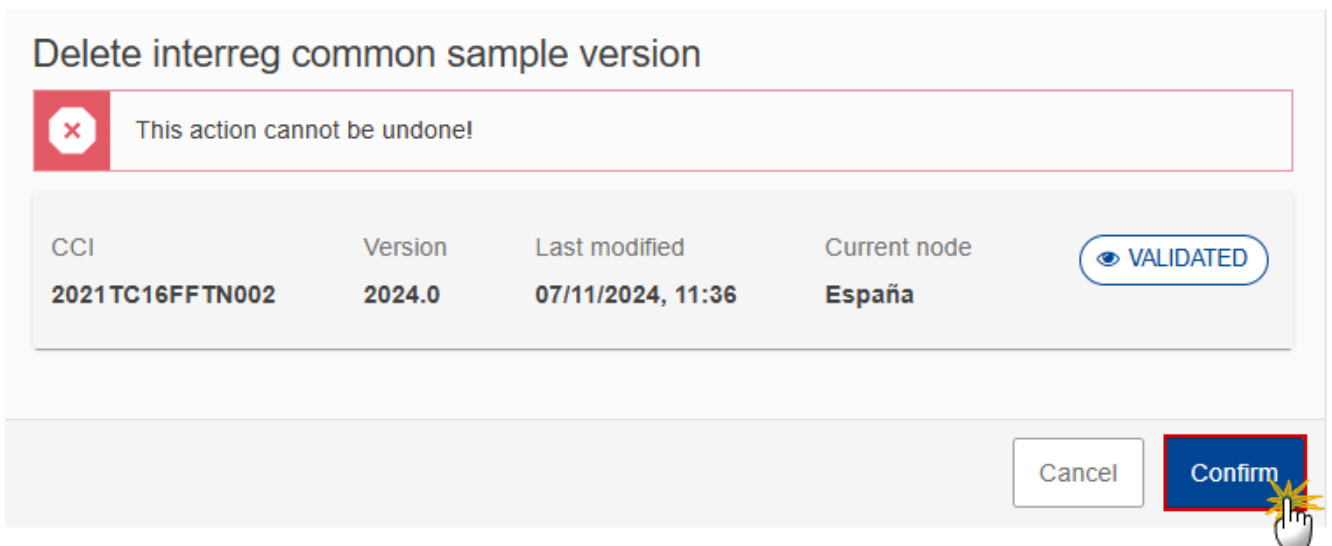 Delete interreg common sample version
This action cannot be undone!
CCI Version Last modified Current node VALIDATED
2021TC16FFTN002 2024.0 07/11/2024, 11:36 España
Cancel Confirm